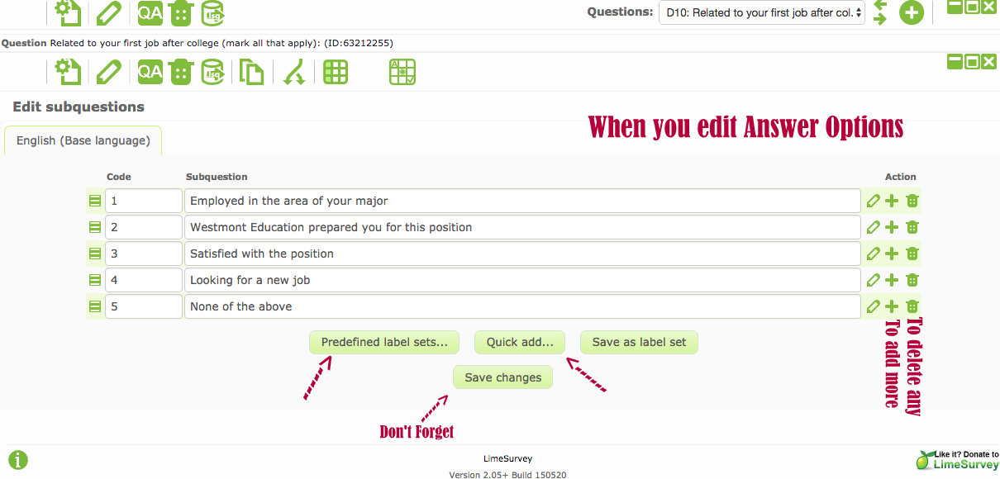 QA
lsg
Questions: D10: Related to your first job after col.
Question Related to your first job after college (mark all that apply): (ID:63212255)
QA
lsg
A
Edit subquestions
When you edit Answer Options
English (Base language)
Code Subquestion Action
1 Employed in the area of your major
2 Westmont Education prepared you for this position
3 Satisfied with the position
4 Looking for a new job
5 None of the above
To delete any
To add more
Predefined label sets... Quick add... Save as label set
Save changes
Don't Forget
i
LimeSurvey
Version 2.05+ Build 150520
Like it? Donate to
LimeSurvey